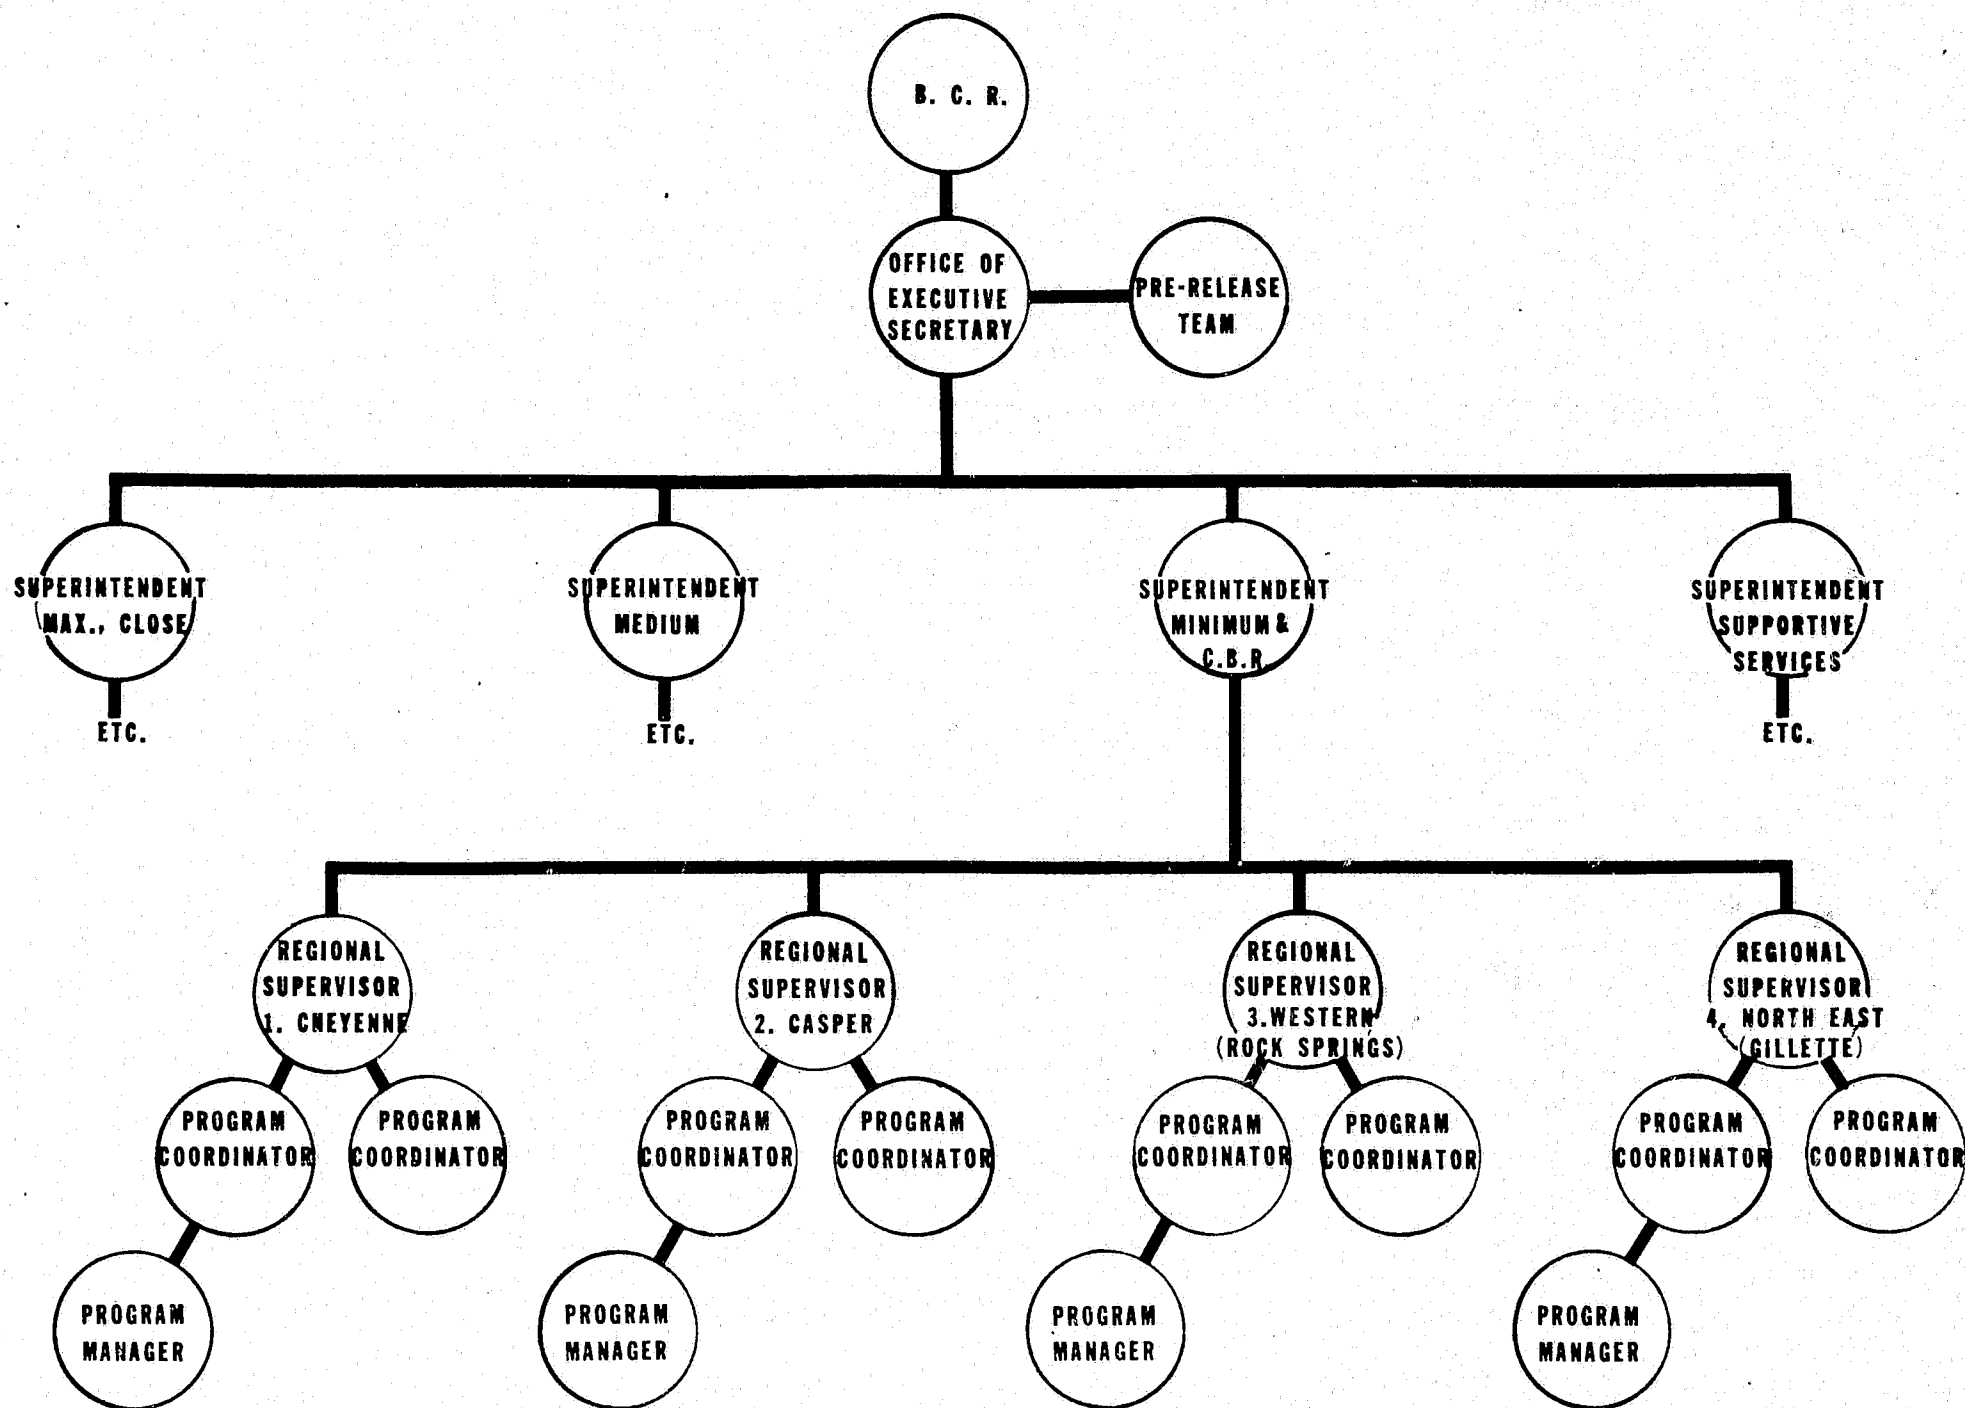 B. C. R.
OFFICE OF
EXECUTIVE
SECRETARY
PRE-RELEASE
TEAM
SUPERINTENDENT
MAX., CLOSE
ETC.
SUPERINTENDENT
MEDIUM
ETC.
SUPERINTENDENT
MINIMUM &
C.B.R.
SUPERINTENDENT
SUPPORTIVE
SERVICES
ETC.
REGIONAL
SUPERVISOR
1. CHEYENNE
REGIONAL
SUPERVISOR
2. CASPER
REGIONAL
SUPERVISOR
3.WESTERN
(ROCK SPRINGS)
REGIONAL
SUPERVISOR
4. NORTH EAST
(GILLETTE)
PROGRAM
COORDINATOR
PROGRAM
COORDINATOR
PROGRAM
COORDINATOR
PROGRAM
COORDINATOR
PROGRAM
COORDINATOR
PROGRAM
COORDINATOR
PROGRAM
COORDINATOR
PROGRAM
COORDINATOR
PROGRAM
MANAGER
PROGRAM
MANAGER
PROGRAM
MANAGER
PROGRAM
MANAGER